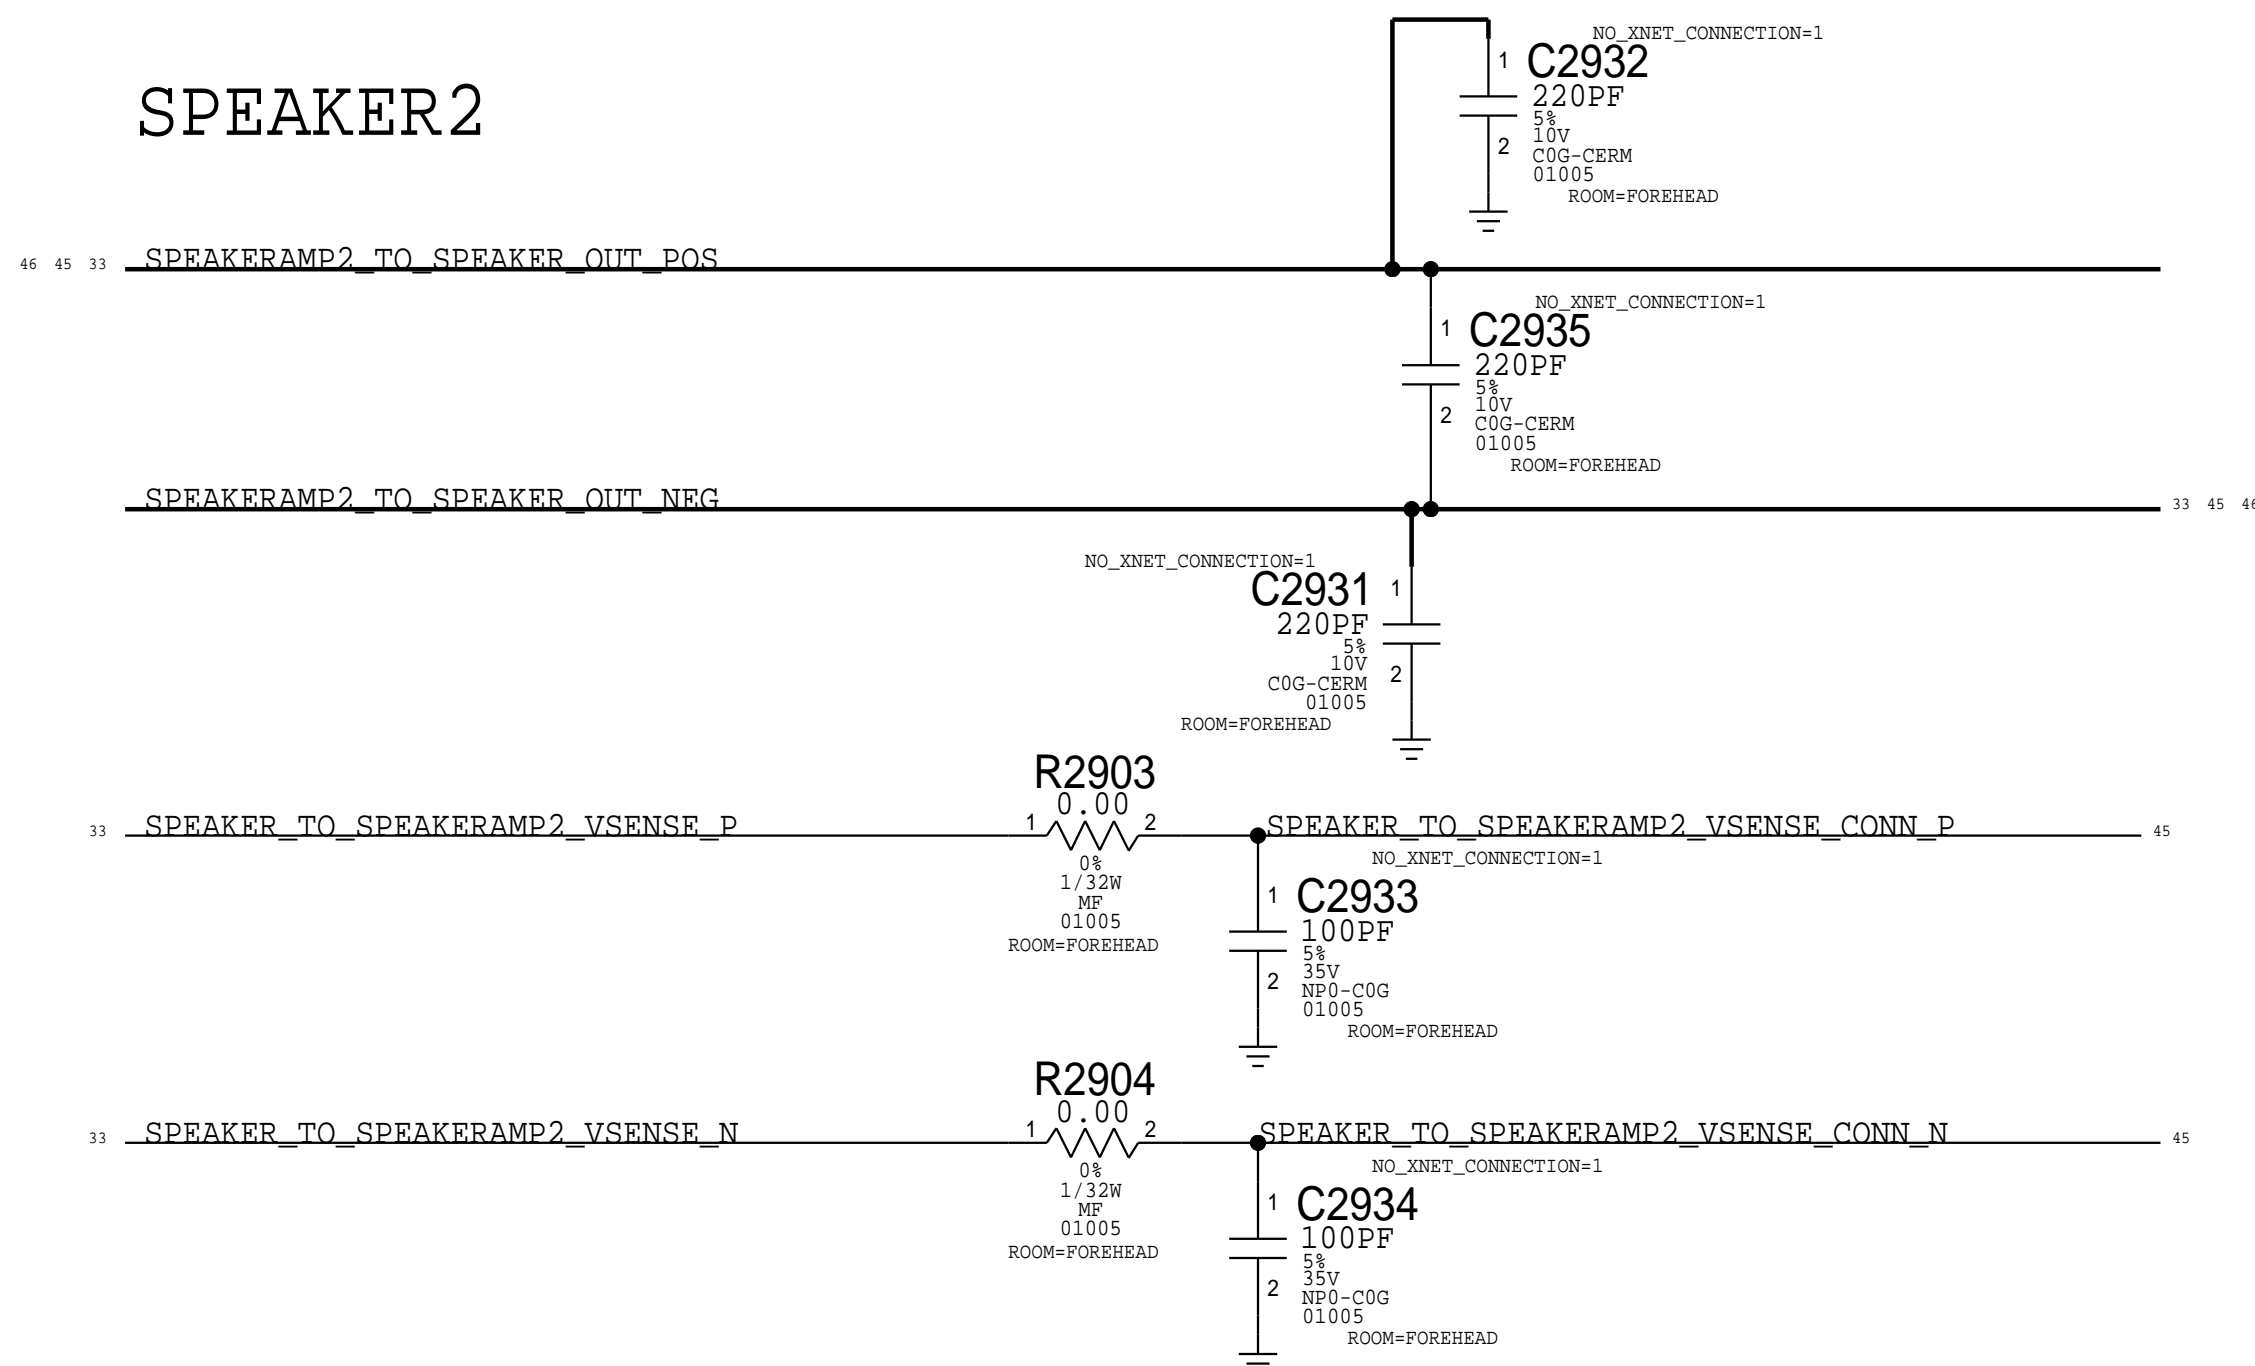 SPEAKER2
NO_XNET_CONNECTION=1
1
C2932
220PF
5%
10V
2
C0G-CERM
01005
ROOM=FOREHEAD
46 45 33
SPEAKERAMP2_TO_SPEAKER_OUT_POS
NO_XNET_CONNECTION=1
1
C2935
220PF
5%
10V
2
C0G-CERM
01005
ROOM=FOREHEAD
SPEAKERAMP2_TO_SPEAKER_OUT_NEG
33 45 46
NO_XNET_CONNECTION=1
C2931
1
220PF
5%
10V
2
C0G-CERM
01005
ROOM=FOREHEAD
R2903
0.00
33
SPEAKER_TO_SPEAKERAMP2_VSENSE_P
1
2
SPEAKER_TO_SPEAKERAMP2_VSENSE_CONN_P
45
0%
1/32W
MF
01005
ROOM=FOREHEAD
NO_XNET_CONNECTION=1
1
C2933
100PF
5%
35V
2
NP0-C0G
01005
ROOM=FOREHEAD
R2904
0.00
33
SPEAKER_TO_SPEAKERAMP2_VSENSE_N
1
2
SPEAKER_TO_SPEAKERAMP2_VSENSE_CONN_N
45
0%
1/32W
MF
01005
ROOM=FOREHEAD
NO_XNET_CONNECTION=1
1
C2934
100PF
5%
35V
2
NP0-C0G
01005
ROOM=FOREHEAD